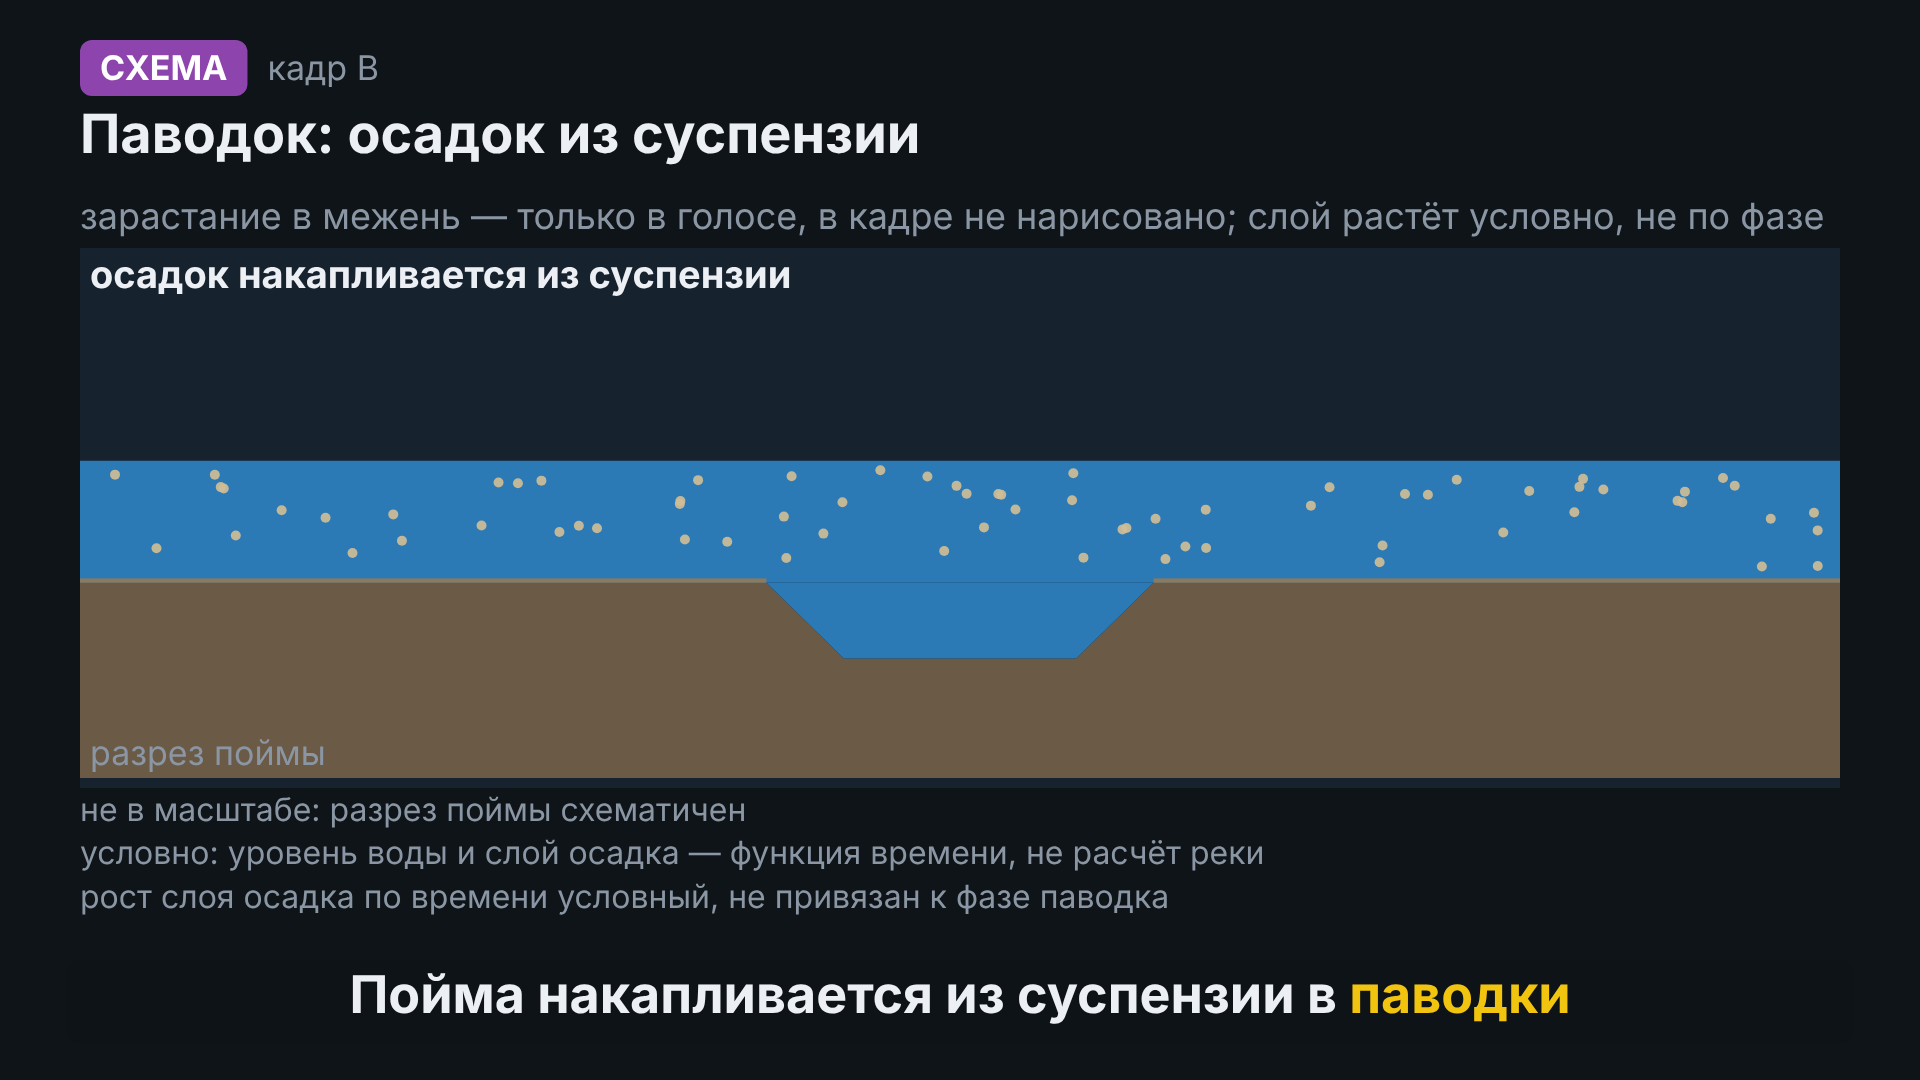 СХЕМА кадр В
Паводок: осадок из суспензии
зарастание в межень — только в голосе, в кадре не нарисовано; слой растёт условно, не по фазе
осадок накапливается из суспензии
разрез поймы
не в масштабе: разрез поймы схематичен
условно: уровень воды и слой осадка — функция времени, не расчёт реки
рост слоя осадка по времени условный, не привязан к фазе паводка
Пойма накапливается из суспензии в паводки